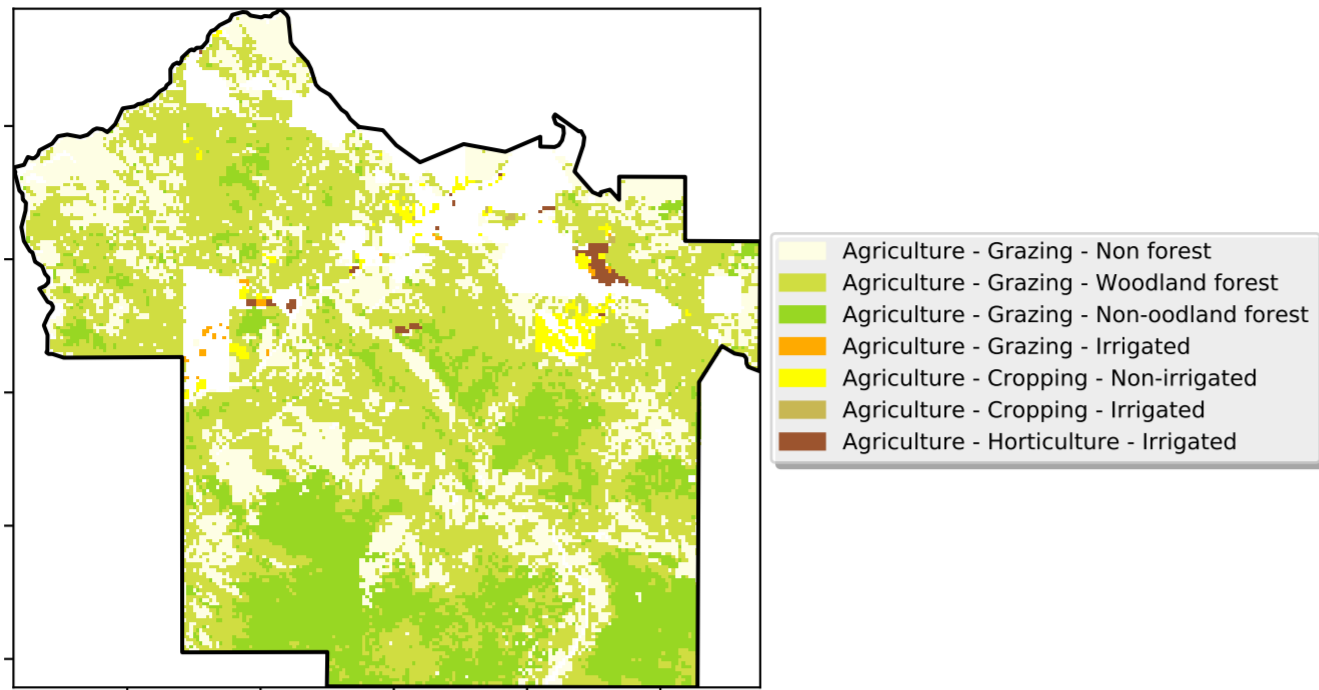 Agriculture - Grazing - Non forest
Agriculture - Grazing - Woodland forest
Agriculture - Grazing - Non-oodland forest
Agriculture - Grazing - Irrigated
Agriculture - Cropping - Non-irrigated
Agriculture - Cropping - Irrigated
Agriculture - Horticulture - Irrigated